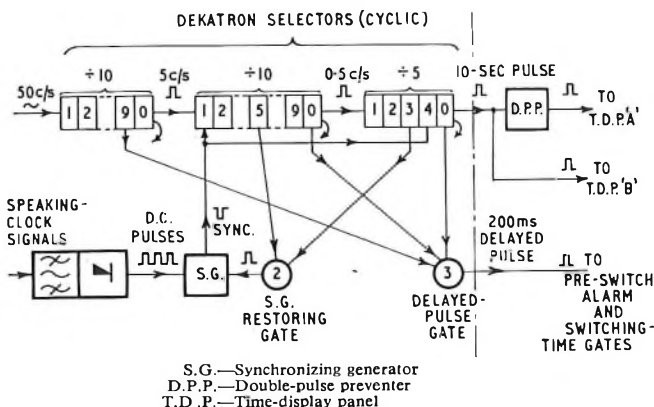 DEKATRON SELECTORS (CYCLIC)
÷10 5c/s ÷10 0·5 c/s ÷5 10-SEC PULSE
50c/s
1 2 9 0
1 2 5 9 0
1 2 3 4 0
D.P.P.
TO
T.D.P.'A'
TO
T.D.P.'B'
SPEAKING-
CLOCK
SIGNALS
D.C.
PULSES
SYNC.
S.G.
2
S.G.
RESTORING
GATE
3
DELAYED-
PULSE
GATE
200ms
DELAYED
PULSE
TO
PRE-SWITCH
ALARM
AND
SWITCHING-
TIME GATES
S.G.—Synchronizing generator
D.P.P.—Double-pulse preventer
T.D.P.—Time-display panel